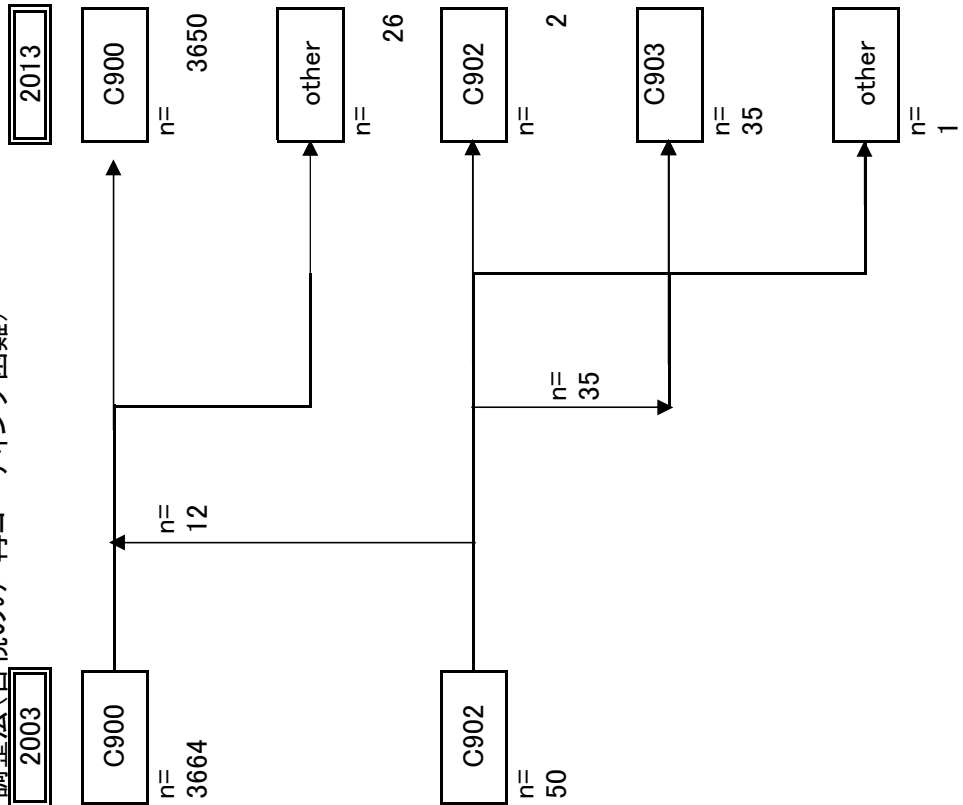 2003
2013
C900
C900
n=
3664
n=
12
n=
3650
other
n=
26
C902
C902
n=
50
n=
35
n=
2
C903
n=
35
other
n=
1